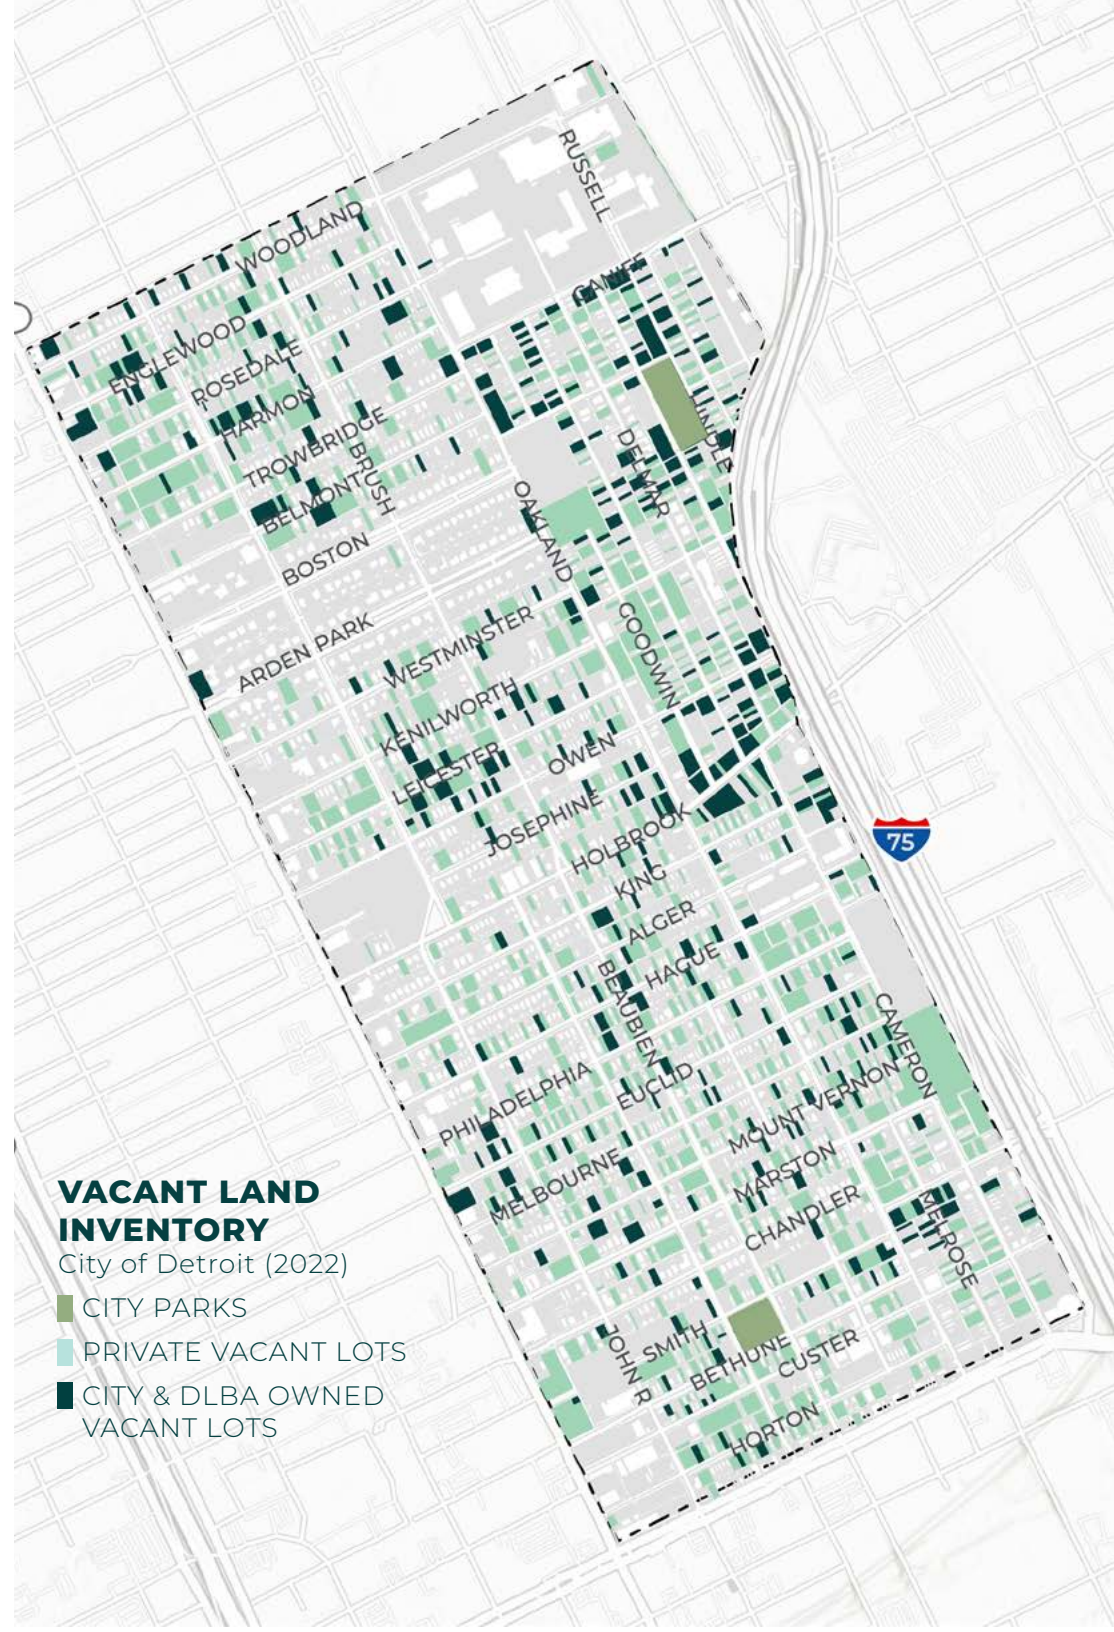 RUSSELL
WOODLAND
CANIFF
ENGLEWOOD
ROSEDALE
HARMON
TROWBRIDGE
BRUSH
LINDLE
DELMAR
BELMONT
OAKLAND
BOSTON
ARDEN PARK
WESTMINSTER
GOODWIN
KENILWORTH
LEICESTER
OWEN
JOSEPHINE
HOLBROOK
75
KING
ALGER
HAGUE
BEAUBIEN
CAMERON
PHILADELPHIA
EUCLID
MOUNT VERNON
MELBOURNE
MARSTON
CHANDLER
MELROSE
JOHN R
SMITH
BETHUNE
CUSTER
HORTON
VACANT LAND
INVENTORY
City of Detroit (2022)
CITY PARKS
PRIVATE VACANT LOTS
CITY & DLBA OWNED
VACANT LOTS